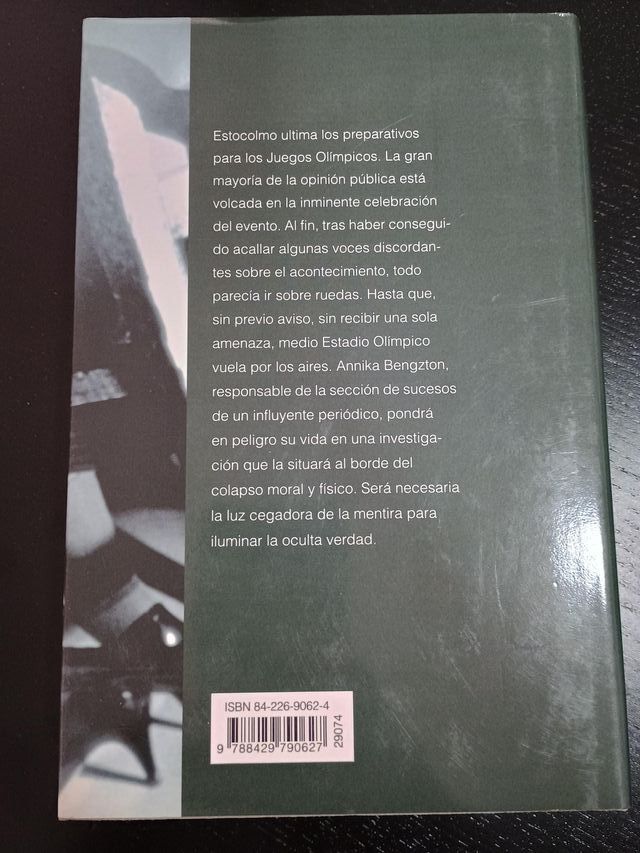 Estocolmo ultima los preparativos
para los Juegos Olímpicos. La gran
mayoría de la opinión pública está
volcada en la inminente celebración
del evento. Al fin, tras haber consegui-
do acallar algunas voces discordan-
tes sobre el acontecimiento, todo
parecía ir sobre ruedas. Hasta que,
sin previo aviso, sin recibir una sola
amenaza, medio Estadio Olímpico
vuela por los aires. Annika Bengzton,
responsable de la sección de sucesos
de un influyente periódico, pondrá
en peligro su vida en una investiga-
ción que la situará al borde del
colapso moral y físico. Será necesaria
la luz cegadora de la mentira para
iluminar la oculta verdad.
ISBN 84-226-9062-4
9 788429 790627
29074